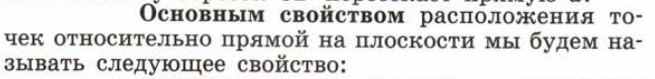 Основным свойством расположения то-
чек относительно прямой на плоскости мы будем на-
зывать следующее свойство: